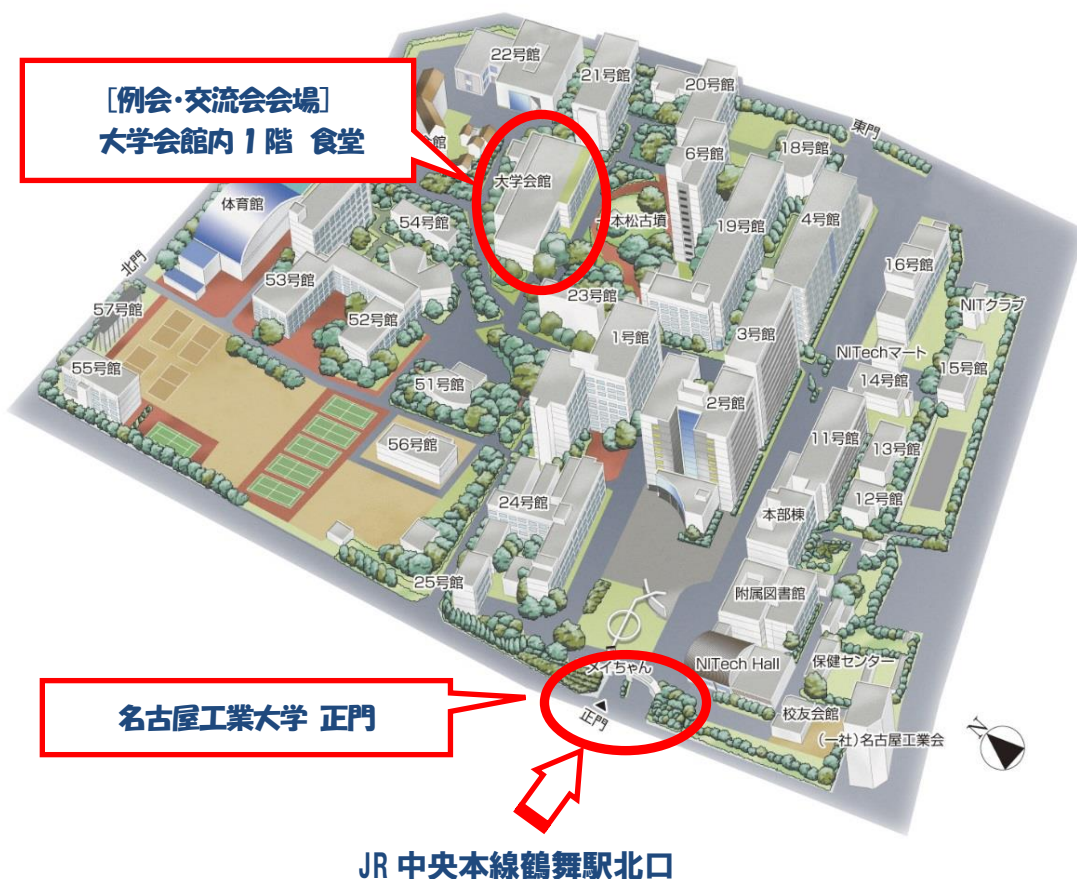 22号館
21号館
20号館
[例会・交流会会場]
大学会館内 1階 食堂
館
東門
6号館
18号館
大学会館
体育館
54号館
本松古墳
19号館
4号館
16号館
北門
53号館
23号館
NITクラブ
57号館
52号館
1号館
3号館
NITechマート
55号館
51号館
2号館
14号館
15号館
56号館
11号館
13号館
24号館
12号館
本部棟
25号館
附属図書館
メイちゃん
NITech Hall
保健センター
名古屋工業大学 正門
正門
校友会館
(一社)名古屋工業会
N
JR 中央本線鶴舞駅北口